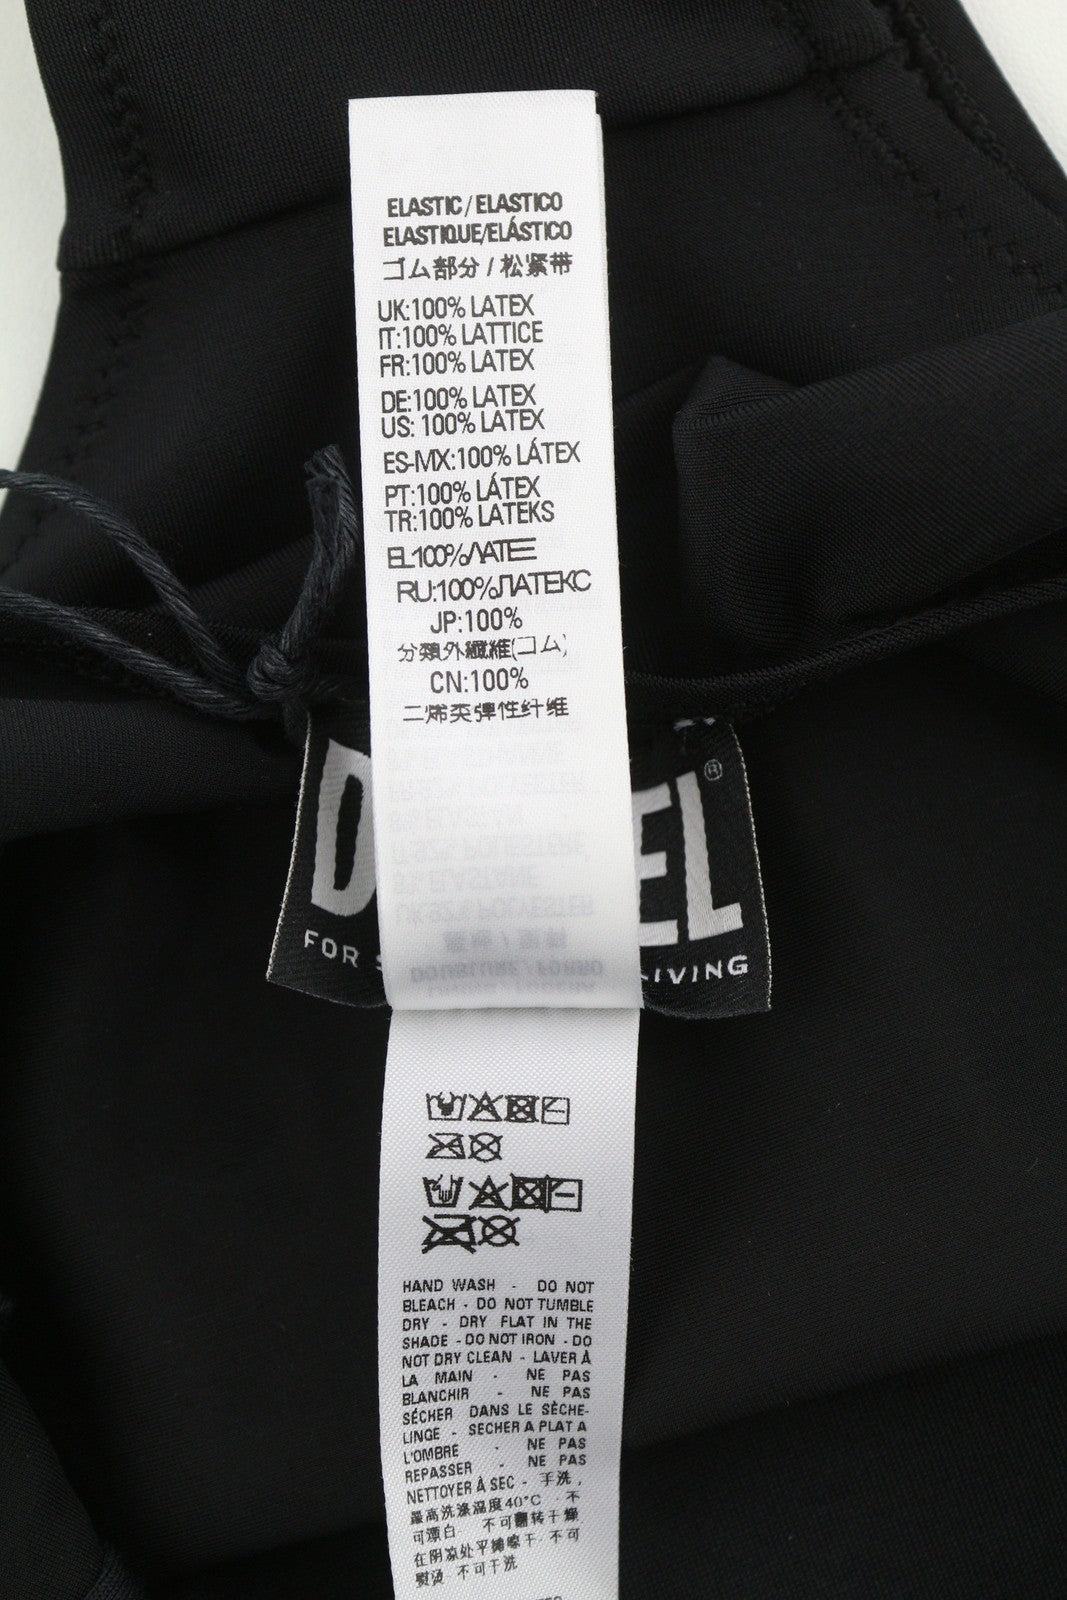 ELASTIC/ELASTICO
ELASTIQUE/ELÁSTICO
ゴム部分/松紧带
UK:100% LATEX
IT:100% LATTICE
FR:100% LATEX
DE:100% LATEX
US: 100% LATEX
ES-MX:100% LÁTEX
PT:100% LÁTEX
TR:100% LATEKS
EL100%ΛΑΤΕΞ
RU:100%ЛАТЕКС
JP:100%
分類外繊維(ゴム)
CN:100%
二烯类弹性纤维
D EL®
FOR LIVING
HAND WASH - DO NOT
BLEACH - DO NOT TUMBLE
DRY - DRY FLAT IN THE
SHADE - DO NOT IRON - DO
NOT DRY CLEAN - LAVER À
LA MAIN - NE PAS
BLANCHIR - NE PAS
SÉCHER DANS LE SÈCHE-
LINGE - SECHER A PLAT A
L'OMBRE - NE PAS
REPASSER - NE PAS
NETTOYER À SEC - 手洗，
最高洗涤温度40°C 不
可漂白 不可翻转干燥
在阴凉处平摊晾干 不可
熨烫 不可干洗